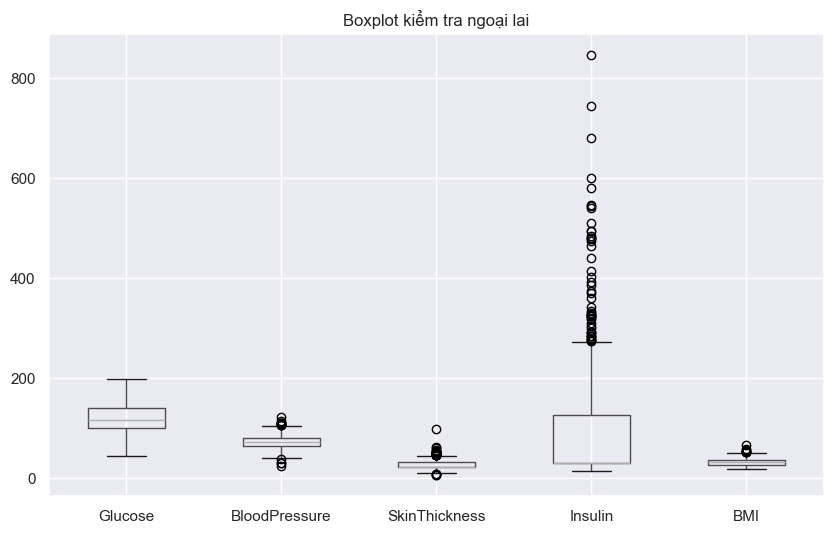 Boxplot kiểm tra ngoại lai
800
600
400
200
0
Glucose BloodPressure SkinThickness Insulin BMI